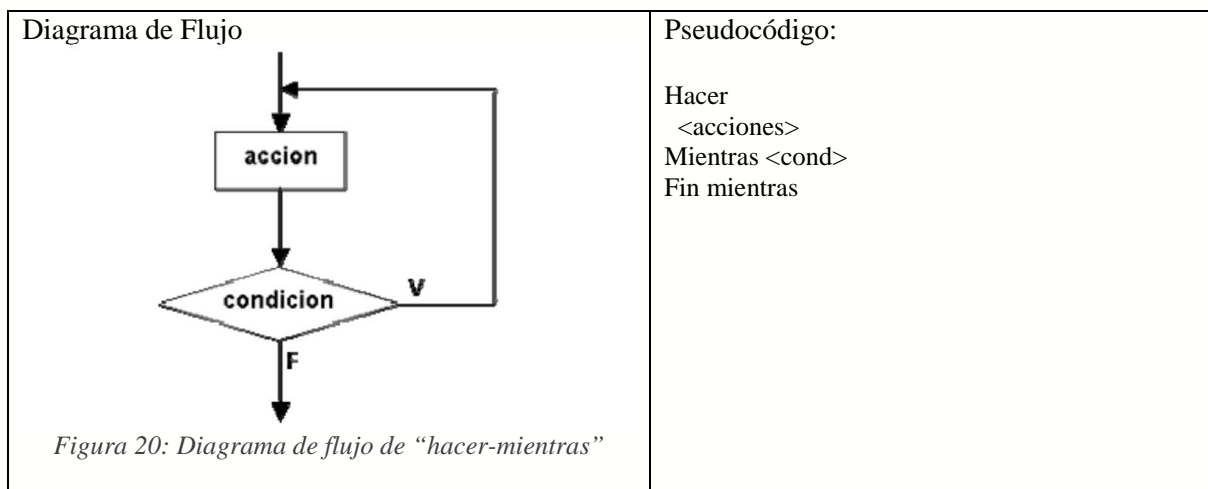 Diagrama de Flujo
accion
condicion
V
F
Figura 20: Diagrama de flujo de “hacer-mientras”
Pseudocódigo:
Hacer
<acciones>
Mientras <cond>
Fin mientras